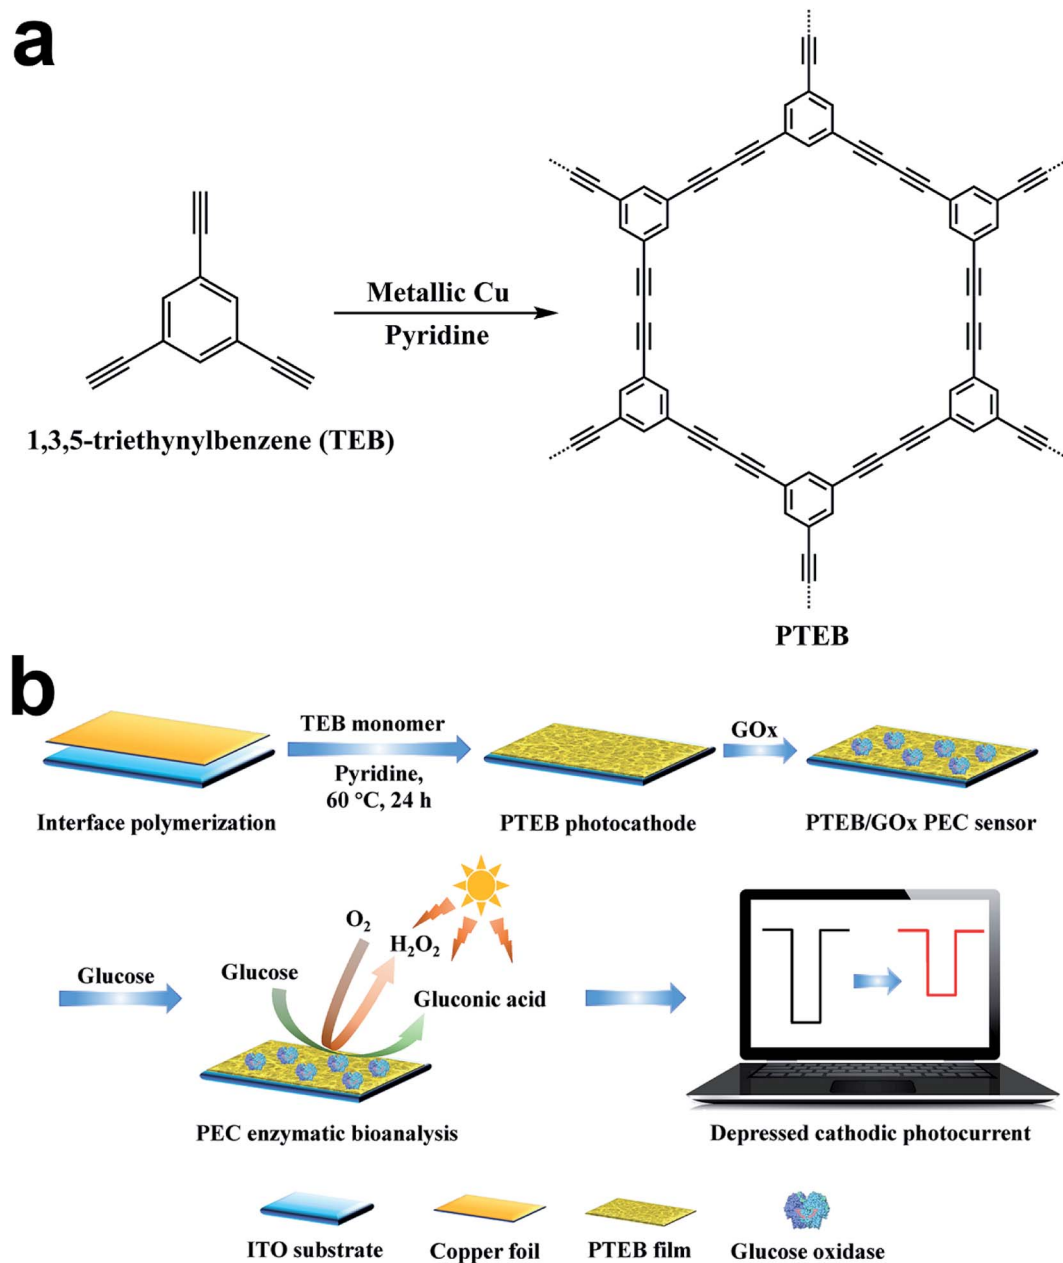 a
Metallic Cu
Pyridine
1,3,5-triethynylbenzene (TEB)
PTEB
b
TEB monomer
Pyridine,
60 °C, 24 h
GOx
Interface polymerization
PTEB photocathode
PTEB/GOx PEC sensor
Glucose
Glucose
O₂
H₂O₂
Gluconic acid
PEC enzymatic bioanalysis
Depressed cathodic photocurrent
ITO substrate
Copper foil
PTEB film
Glucose oxidase